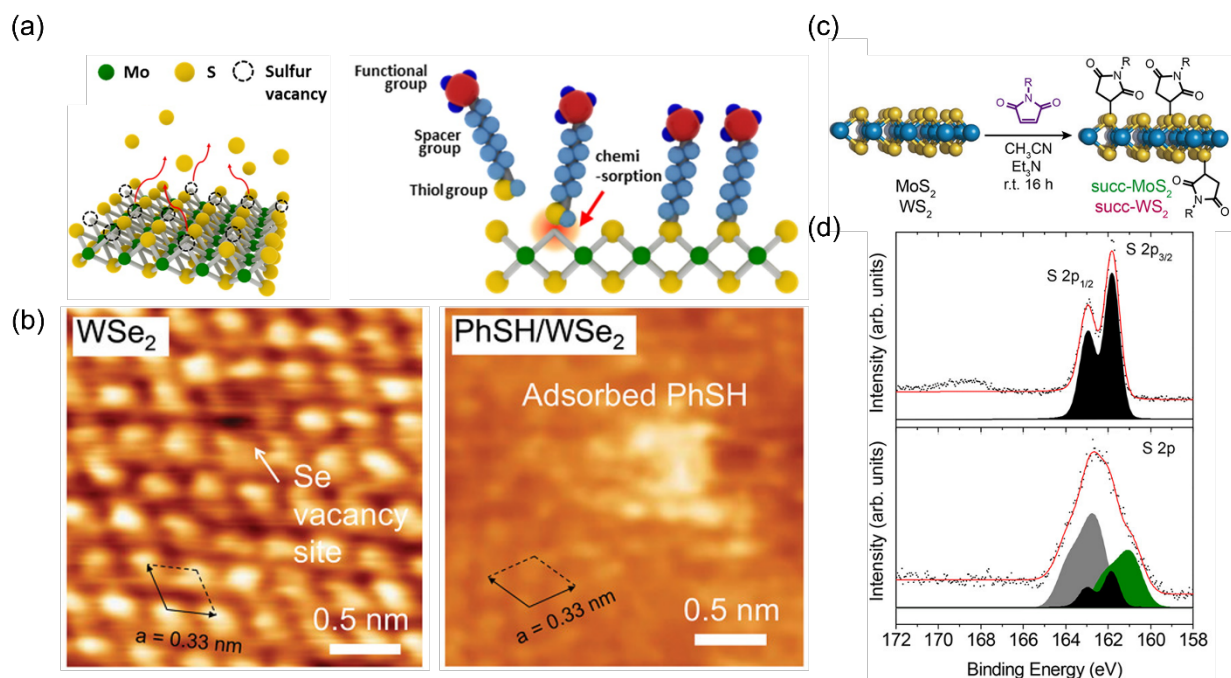 (a)
Mo S Sulfur
vacancy
Functional
group
Spacer
group
Thiol group
chemi
-sorption
(b)
WSe₂
Se
vacancy
site
a = 0.33 nm
0.5 nm
PhSH/WSe₂
Adsorbed PhSH
a = 0.33 nm
0.5 nm
(c)
R
O N O
CH₃CN
Et₃N
r.t. 16 h
MoS₂
WS₂
R R
O N O O N O
O N O
R
succ-MoS₂
succ-WS₂
(d)
S 2p₃/₂
S 2p₁/₂
Intensity (arb. units)
S 2p
Intensity (arb. units)
172 170 168 166 164 162 160 158
Binding Energy (eV)